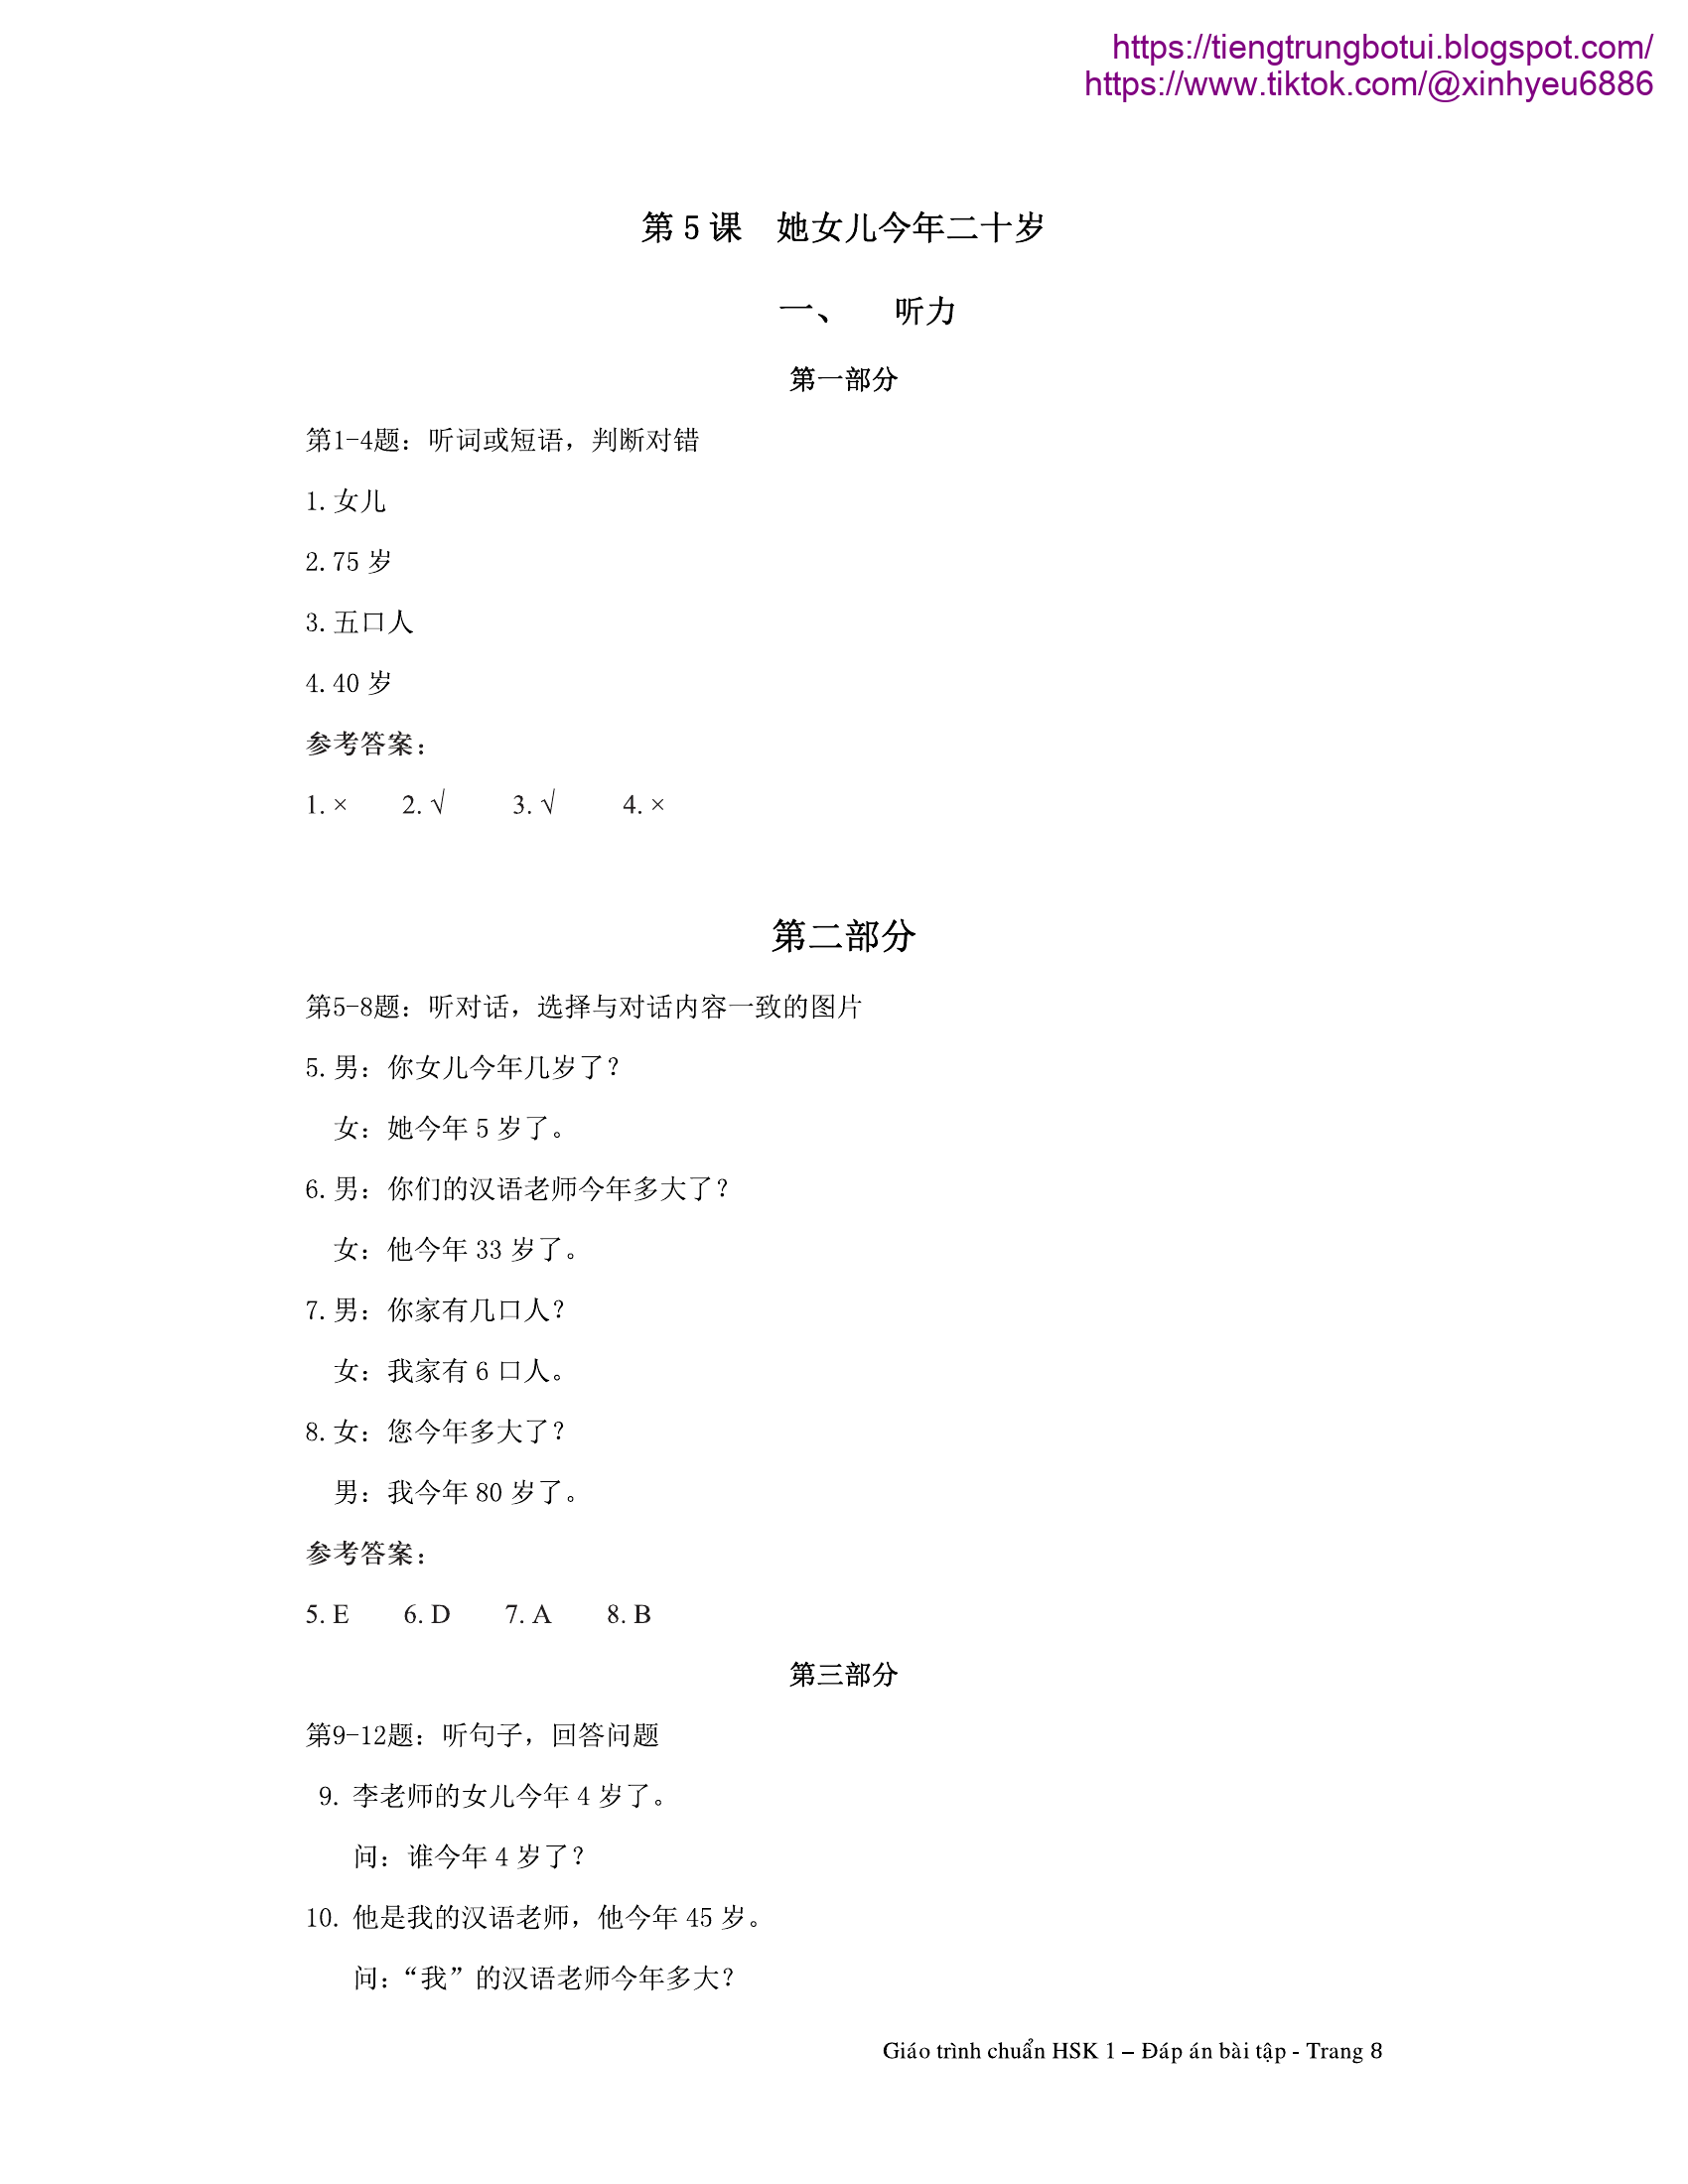 https://tiengtrungbotui.blogspot.com/
https://www.tiktok.com/@xinhyeu6886
第 5 课 她女儿今年二十岁
一、 听力
第一部分
第1-4题：听词或短语，判断对错
1. 女儿
2. 75 岁
3. 五口人
4. 40 岁
参考答案：
1. × 2. √ 3. √ 4. ×
第二部分
第5-8题：听对话，选择与对话内容一致的图片
5. 男：你女儿今年几岁了？
女：她今年 5 岁了。
6. 男：你们的汉语老师今年多大了？
女：他今年 33 岁了。
7. 男：你家有几口人？
女：我家有 6 口人。
8. 女：您今年多大了？
男：我今年 80 岁了。
参考答案：
5. E 6. D 7. A 8. B
第三部分
第9-12题：听句子，回答问题
9. 李老师的女儿今年 4 岁了。
问：谁今年 4 岁了？
10. 他是我的汉语老师，他今年 45 岁。
问：“我”的汉语老师今年多大？
Giáo trình chuẩn HSK 1 – Đáp án bài tập - Trang 8